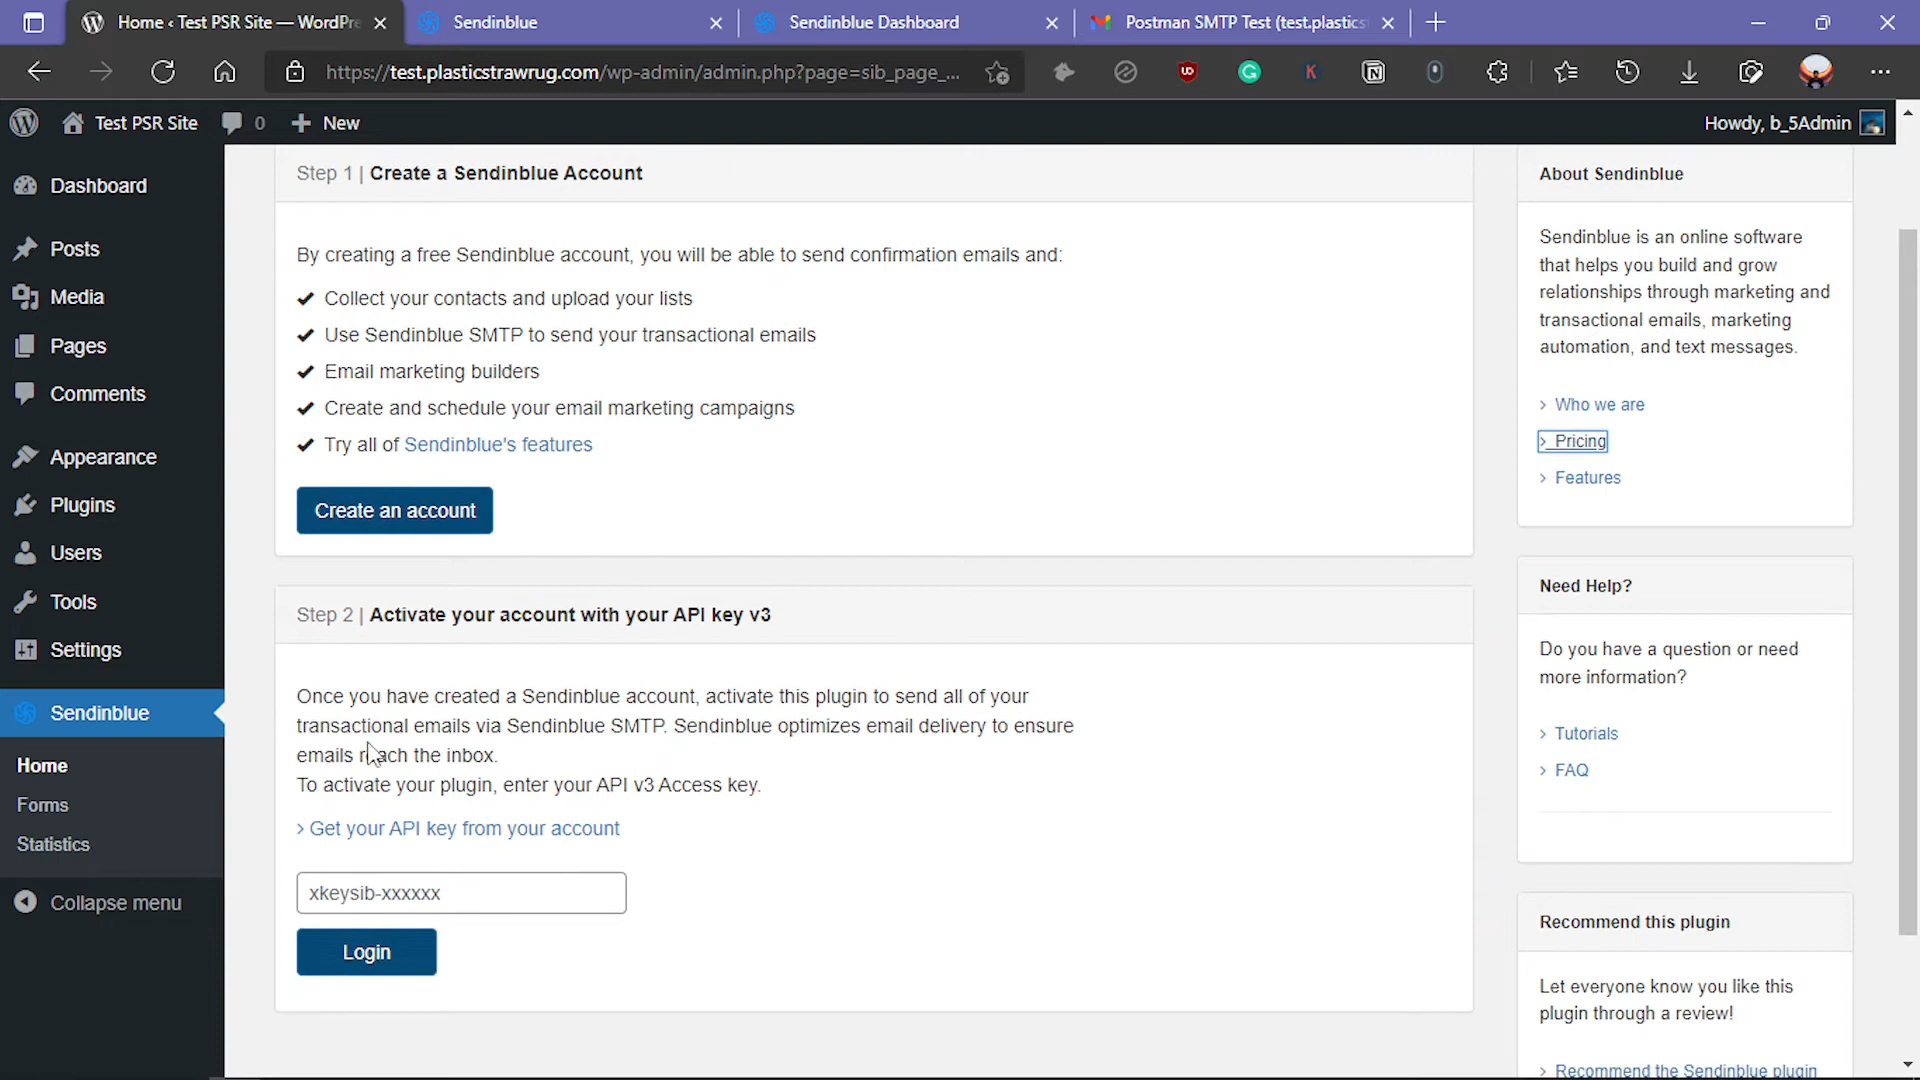 Home ‹ Test PSR Site — WordPre
Sendinblue
Sendinblue Dashboard
Postman SMTP Test (test.plastics
https://test.plasticstrawrug.com/wp-admin/admin.php?page=sib_page_...
Test PSR Site
0
New
Howdy, b_5Admin
Dashboard
Posts
Media
Pages
Comments
Appearance
Plugins
Users
Tools
Settings
Sendinblue
Home
Forms
Statistics
Collapse menu
Step 1 | Create a Sendinblue Account
By creating a free Sendinblue account, you will be able to send confirmation emails and:
Collect your contacts and upload your lists
Use Sendinblue SMTP to send your transactional emails
Email marketing builders
Create and schedule your email marketing campaigns
Try all of Sendinblue's features
Create an account
Step 2 | Activate your account with your API key v3
Once you have created a Sendinblue account, activate this plugin to send all of your
transactional emails via Sendinblue SMTP. Sendinblue optimizes email delivery to ensure
emails reach the inbox.
To activate your plugin, enter your API v3 Access key.
> Get your API key from your account
xkeysib-xxxxxx
Login
About Sendinblue
Sendinblue is an online software
that helps you build and grow
relationships through marketing and
transactional emails, marketing
automation, and text messages.
> Who we are
> Pricing
> Features
Need Help?
Do you have a question or need
more information?
> Tutorials
> FAQ
Recommend this plugin
Let everyone know you like this
plugin through a review!
> Recommend the Sendinblue plugin